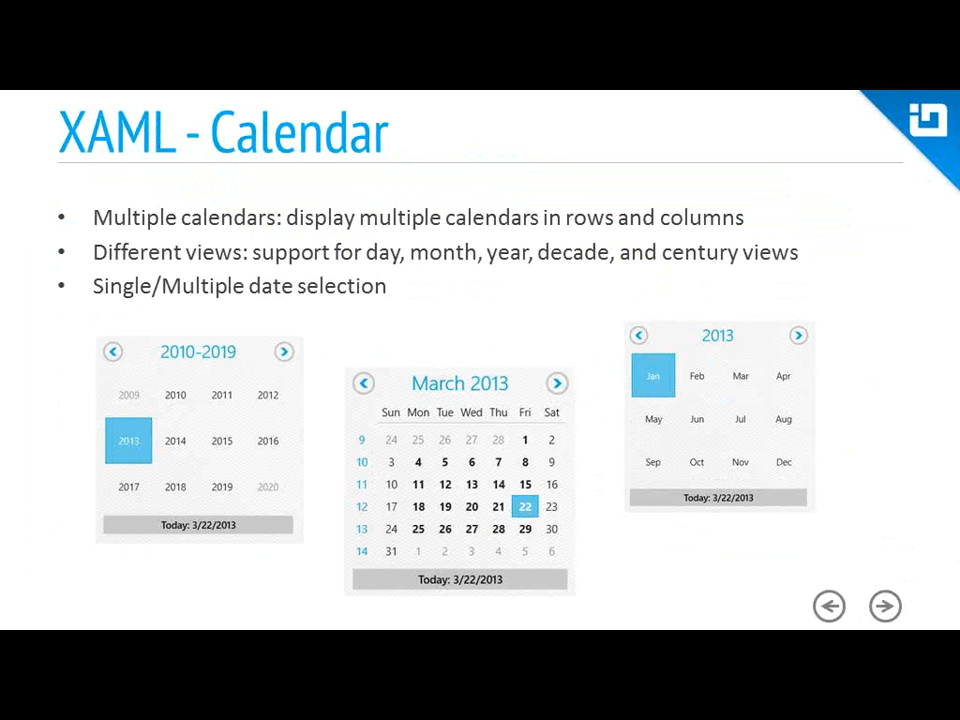 XAML - Calendar
• Multiple calendars: display multiple calendars in rows and columns
• Different views: support for day, month, year, decade, and century views
• Single/Multiple date selection
2010-2019
2009 2010 2011 2012
2013 2014 2015 2016
2017 2018 2019 2020
Today: 3/22/2013
March 2013
Sun Mon Tue Wed Thu Fri Sat
9 24 25 26 27 28 1 2
10 3 4 5 6 7 8 9
11 10 11 12 13 14 15 16
12 17 18 19 20 21 22 23
13 24 25 26 27 28 29 30
14 31 1 2 3 4 5 6
Today: 3/22/2013
2013
Jan Feb Mar Apr
May Jun Jul Aug
Sep Oct Nov Dec
Today: 3/22/2013